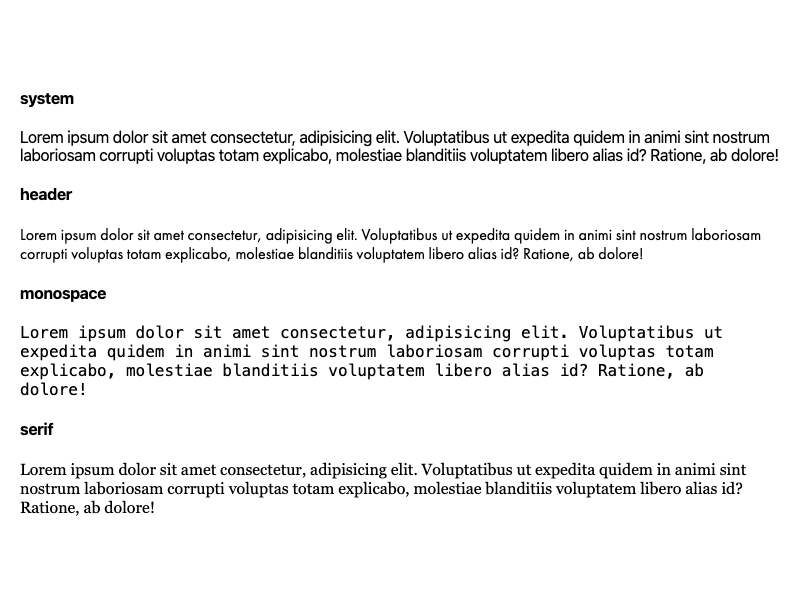 system
Lorem ipsum dolor sit amet consectetur, adipisicing elit. Voluptatibus ut expedita quidem in animi sint nostrum
laboriosam corrupti voluptas totam explicabo, molestiae blanditiis voluptatem libero alias id? Ratione, ab dolore!
header
Lorem ipsum dolor sit amet consectetur, adipisicing elit. Voluptatibus ut expedita quidem in animi sint nostrum laboriosam
corrupti voluptas totam explicabo, molestiae blanditiis voluptatem libero alias id? Ratione, ab dolore!
monospace
Lorem ipsum dolor sit amet consectetur, adipisicing elit. Voluptatibus ut
expedita quidem in animi sint nostrum laboriosam corrupti voluptas totam
explicabo, molestiae blanditiis voluptatem libero alias id? Ratione, ab
dolore!
serif
Lorem ipsum dolor sit amet consectetur, adipisicing elit. Voluptatibus ut expedita quidem in animi sint
nostrum laboriosam corrupti voluptas totam explicabo, molestiae blanditiis voluptatem libero alias id?
Ratione, ab dolore!